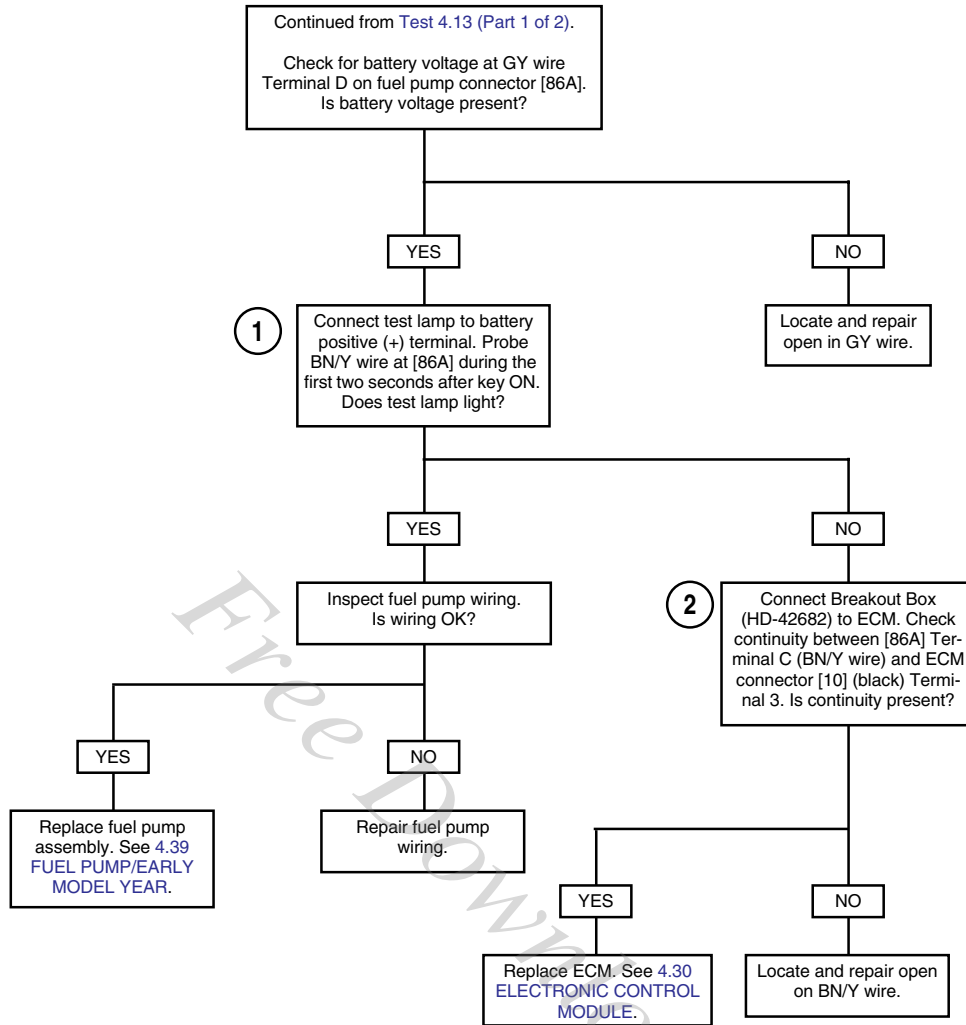 Continued from Test 4.13 (Part 1 of 2).
Check for battery voltage at GY wire
Terminal D on fuel pump connector [86A].
Is battery voltage present?
YES
NO
1
Connect test lamp to battery
positive (+) terminal. Probe
BN/Y wire at [86A] during the
first two seconds after key ON.
Does test lamp light?
Locate and repair
open in GY wire.
YES
NO
Inspect fuel pump wiring.
Is wiring OK?
2
Connect Breakout Box
(HD-42682) to ECM. Check
continuity between [86A] Ter-
minal C (BN/Y wire) and ECM
connector [10] (black) Termi-
nal 3. Is continuity present?
YES
NO
Replace fuel pump
assembly. See 4.39
FUEL PUMP/EARLY
MODEL YEAR.
Repair fuel pump
wiring.
YES
NO
Replace ECM. See 4.30
ELECTRONIC CONTROL
MODULE.
Locate and repair open
on BN/Y wire.
Free Downlo